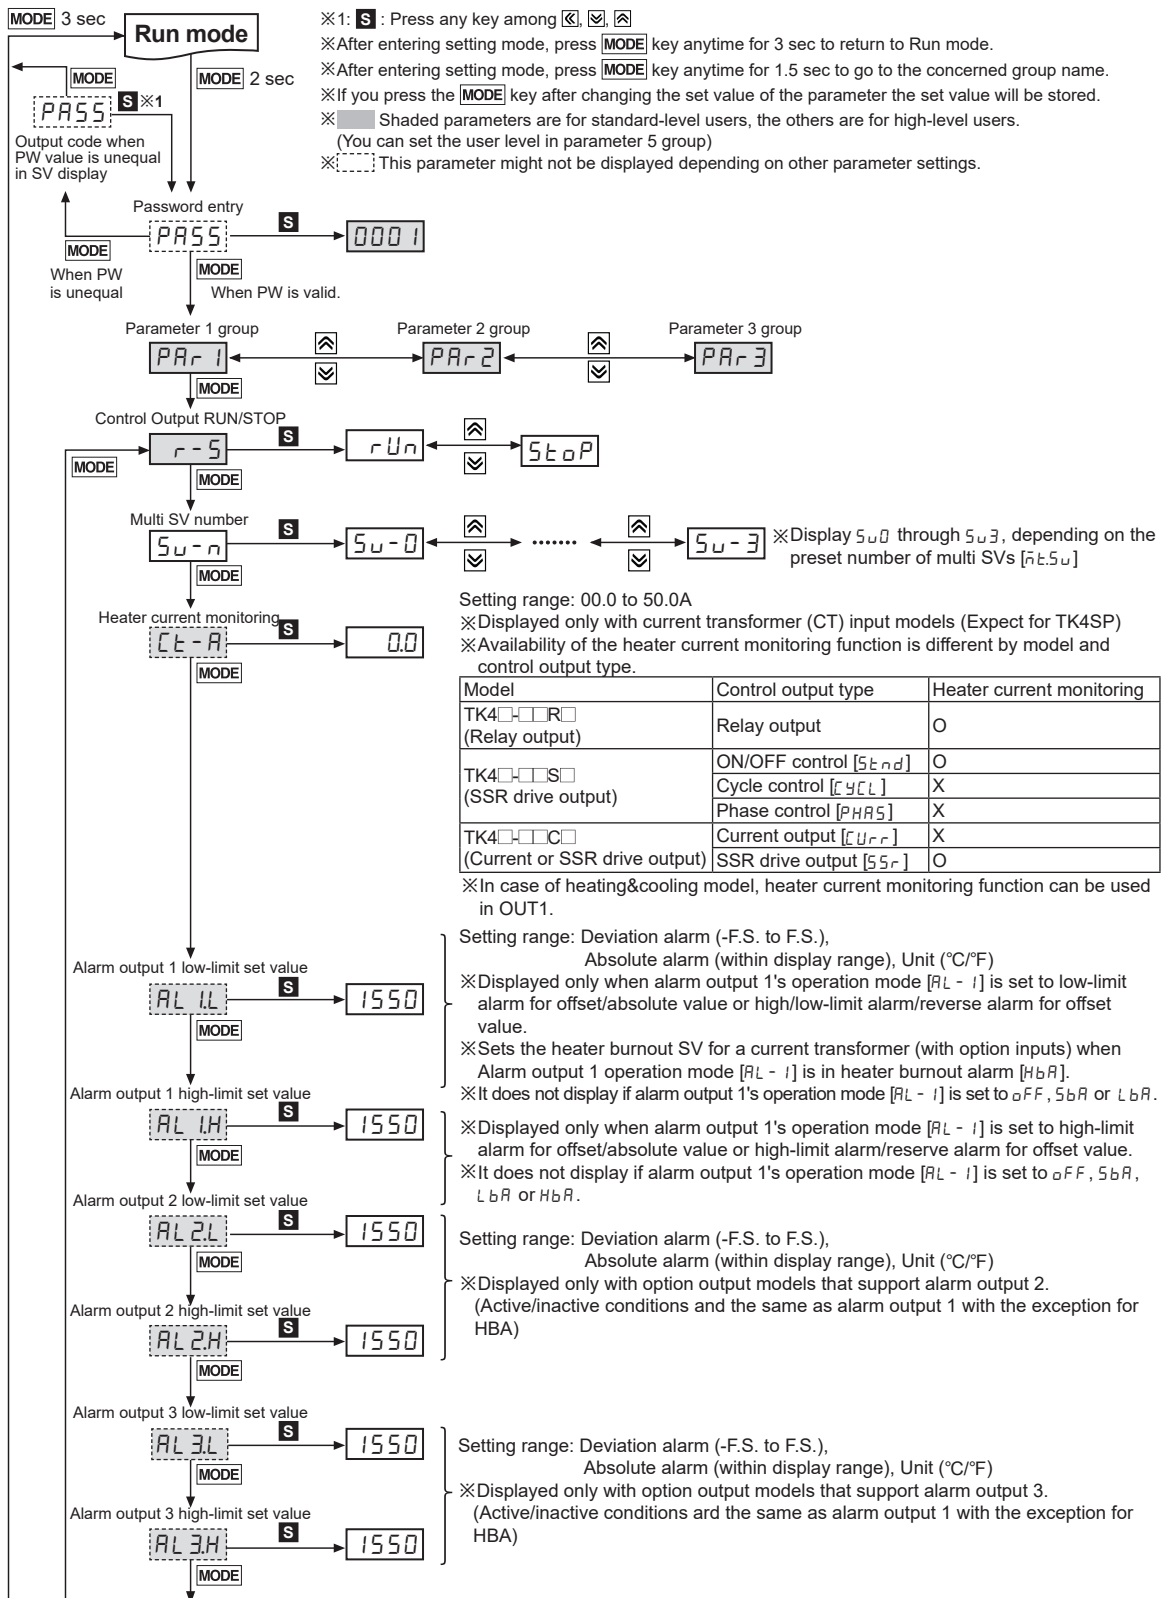 MODE 3 sec
Run mode
※1: S : Press any key among «, ︾, ︽
※After entering setting mode, press MODE key anytime for 3 sec to return to Run mode.
※After entering setting mode, press MODE key anytime for 1.5 sec to go to the concerned group name.
※If you press the MODE key after changing the set value of the parameter the set value will be stored.
※ Shaded parameters are for standard-level users, the others are for high-level users.
(You can set the user level in parameter 5 group)
※ This parameter might not be displayed depending on other parameter settings.
MODE
MODE 2 sec
PASS
S ※1
Output code when
PW value is unequal
in SV display
Password entry
PASS
S
0001
MODE
When PW
is unequal
MODE
When PW is valid.
Parameter 1 group
Parameter 2 group
Parameter 3 group
PAr1
PAr2
PAr3
MODE
Control Output RUN/STOP
r-S
S
rUn
StoP
MODE
MODE
Multi SV number
Sv-n
S
Sv-0
.......
Sv-3
※Display Sv0 through Sv3, depending on the
preset number of multi SVs [mt.Sv]
MODE
Heater current monitoring
Ct-A
S
0.0
MODE
Setting range: 00.0 to 50.0A
※Displayed only with current transformer (CT) input models (Expect for TK4SP)
※Availability of the heater current monitoring function is different by model and
control output type.
Model Control output type Heater current monitoring
TK4□-□□R□
(Relay output)
Relay output O
TK4□-□□S□
(SSR drive output)
ON/OFF control [Stnd] O
Cycle control [CYCL] X
Phase control [PHAS] X
TK4□-□□C□
(Current or SSR drive output)
Current output [CUrr] X
SSR drive output [SSr] O
※In case of heating&cooling model, heater current monitoring function can be used
in OUT1.
Alarm output 1 low-limit set value
AL1.L
S
1550
MODE
Setting range: Deviation alarm (-F.S. to F.S.),
Absolute alarm (within display range), Unit (℃/℉)
※Displayed only when alarm output 1's operation mode [AL-1] is set to low-limit
alarm for offset/absolute value or high/low-limit alarm/reverse alarm for offset
value.
※Sets the heater burnout SV for a current transformer (with option inputs) when
Alarm output 1 operation mode [AL-1] is in heater burnout alarm [HbA].
※It does not display if alarm output 1's operation mode [AL-1] is set to oFF, SbA or LbA.
Alarm output 1 high-limit set value
AL1.H
S
1550
MODE
※Displayed only when alarm output 1's operation mode [AL-1] is set to high-limit
alarm for offset/absolute value or high-limit alarm/reserve alarm for offset value.
※It does not display if alarm output 1's operation mode [AL-1] is set to oFF, SbA,
LbA or HbA.
Alarm output 2 low-limit set value
AL2.L
S
1550
MODE
Setting range: Deviation alarm (-F.S. to F.S.),
Absolute alarm (within display range), Unit (℃/℉)
※Displayed only with option output models that support alarm output 2.
(Active/inactive conditions and the same as alarm output 1 with the exception for
HBA)
Alarm output 2 high-limit set value
AL2.H
S
1550
MODE
Alarm output 3 low-limit set value
AL3.L
S
1550
MODE
Setting range: Deviation alarm (-F.S. to F.S.),
Absolute alarm (within display range), Unit (℃/℉)
※Displayed only with option output models that support alarm output 3.
(Active/inactive conditions ard the same as alarm output 1 with the exception for
HBA)
Alarm output 3 high-limit set value
AL3.H
S
1550
MODE